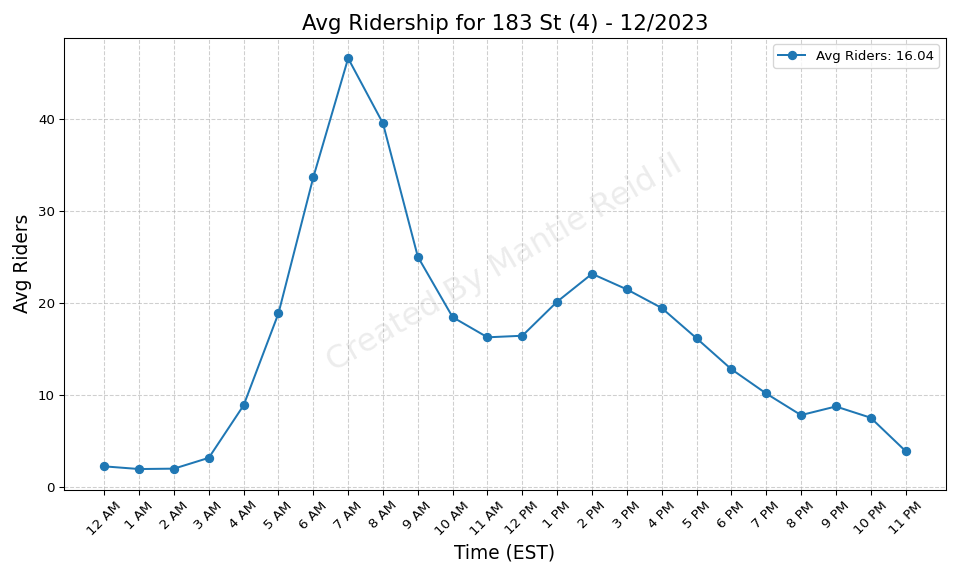 Avg Ridership for 183 St (4) - 12/2023
Avg Riders: 16.04
Avg Riders
40
30
20
10
0
Created By Mantie Reid II
12 AM
1 AM
2 AM
3 AM
4 AM
5 AM
6 AM
7 AM
8 AM
9 AM
10 AM
11 AM
12 PM
1 PM
2 PM
3 PM
4 PM
5 PM
6 PM
7 PM
8 PM
9 PM
10 PM
11 PM
Time (EST)